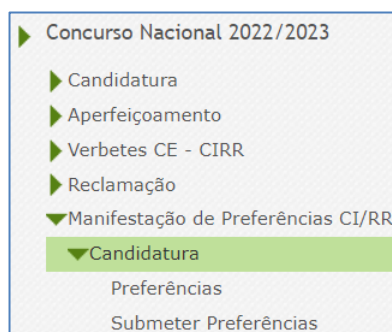 Concurso Nacional 2022/2023
Candidatura
Aperfeiçoamento
Verbetes CE - CIRR
Reclamação
Manifestação de Preferências CI/RR
Candidatura
Preferências
Submeter Preferências